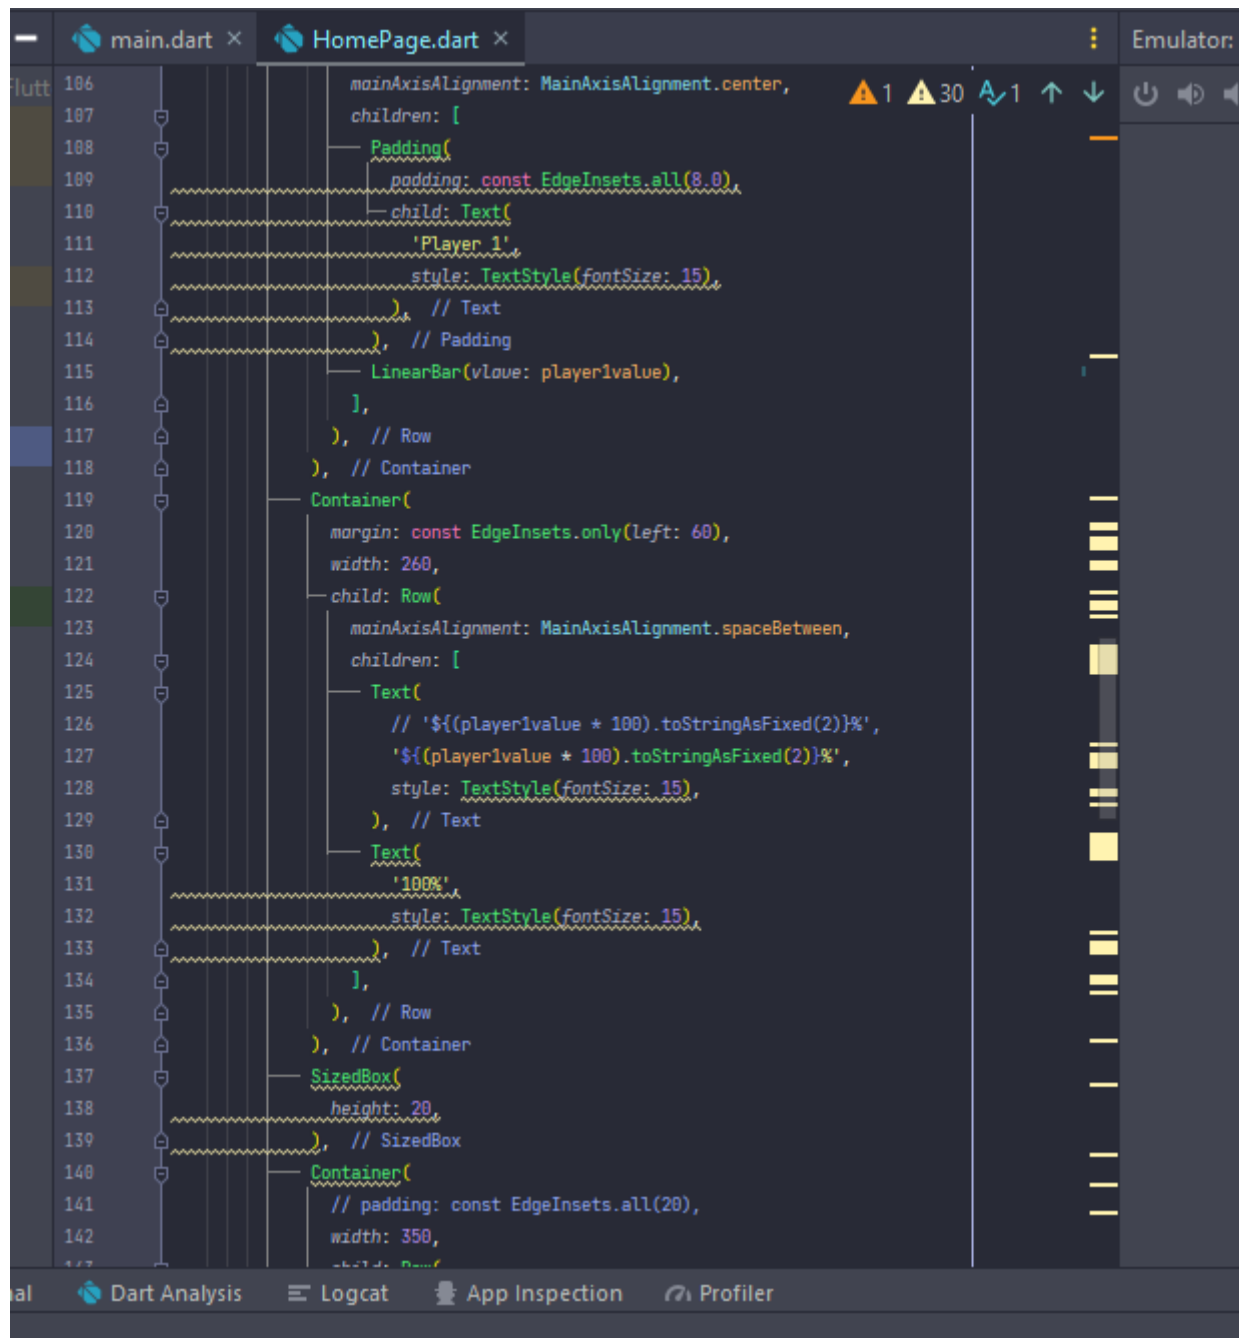 main.dart × HomePage.dart × Emulator:
Flutt
1 30 1
106 mainAxisAlignment: MainAxisAlignment.center,
107 children: [
108 Padding(
109 padding: const EdgeInsets.all(8.0),
110 child: Text(
111 'Player 1',
112 style: TextStyle(fontSize: 15),
113 ), // Text
114 ), // Padding
115 LinearBar(vlaue: player1value),
116 ],
117 ), // Row
118 ), // Container
119 Container(
120 margin: const EdgeInsets.only(left: 60),
121 width: 260,
122 child: Row(
123 mainAxisAlignment: MainAxisAlignment.spaceBetween,
124 children: [
125 Text(
126 // '${(player1value * 100).toStringAsFixed(2)}%',
127 '${(player1value * 100).toStringAsFixed(2)}%',
128 style: TextStyle(fontSize: 15),
129 ), // Text
130 Text(
131 '100%',
132 style: TextStyle(fontSize: 15),
133 ), // Text
134 ],
135 ), // Row
136 ), // Container
137 SizedBox(
138 height: 20,
139 ), // SizedBox
140 Container(
141 // padding: const EdgeInsets.all(20),
142 width: 350,
143 child: Row(
nal Dart Analysis Logcat App Inspection Profiler